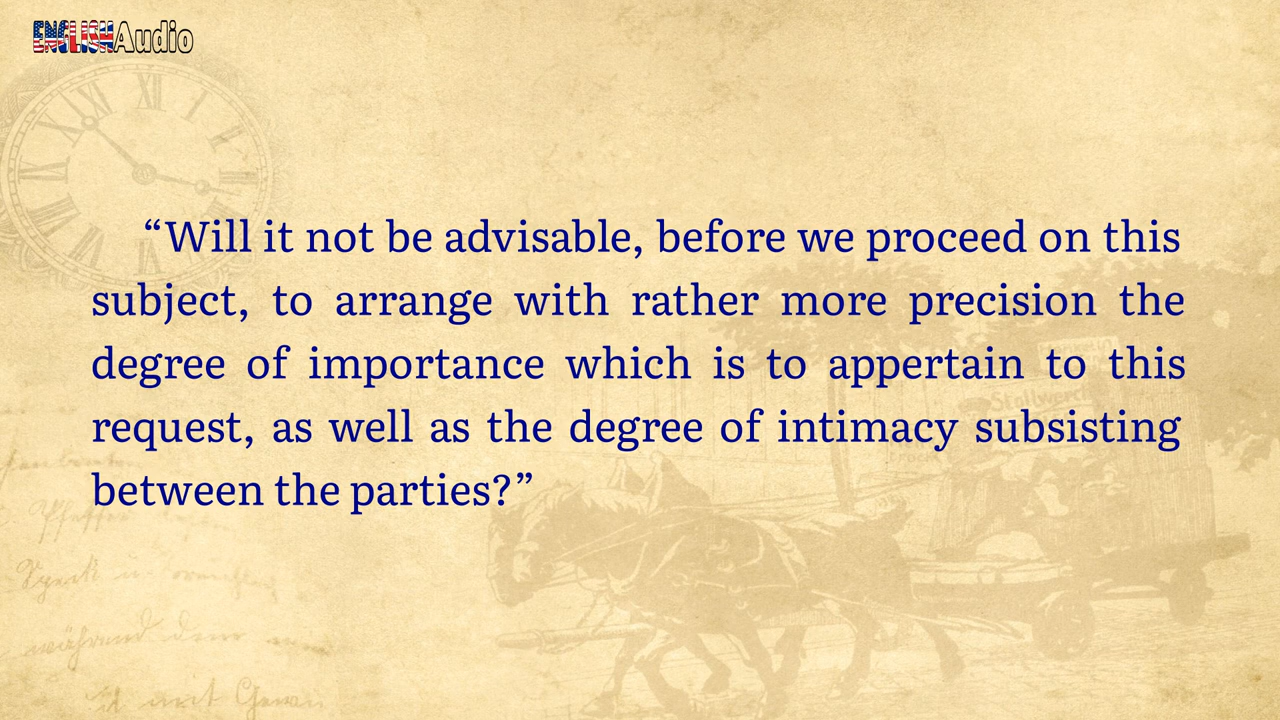 ENGLISHAudio
“Will it not be advisable, before we proceed on this
subject, to arrange with rather more precision the
degree of importance which is to appertain to this
request, as well as the degree of intimacy subsisting
between the parties?”
Stollwerck